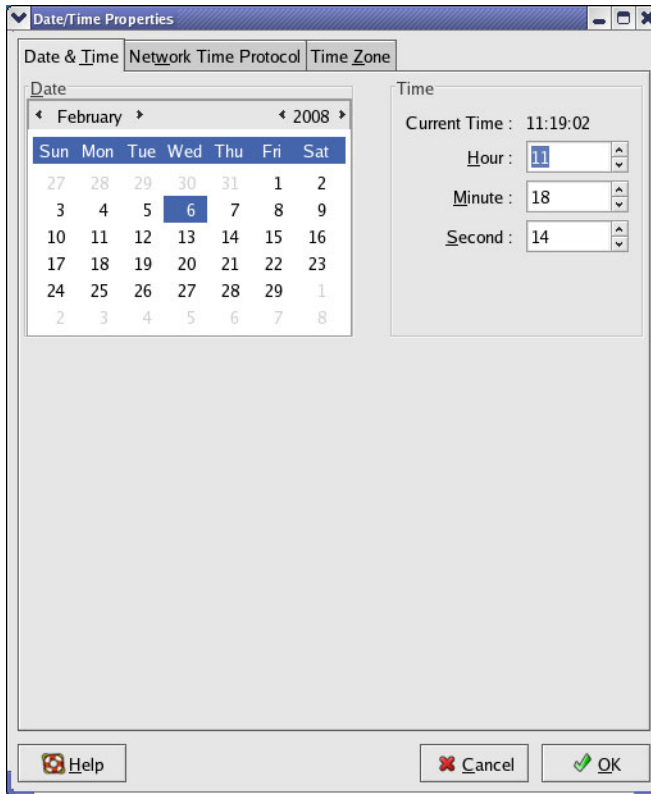 Date/Time Properties
Date & Time Network Time Protocol Time Zone
Date
February 2008
Sun Mon Tue Wed Thu Fri Sat
27 28 29 30 31 1 2
3 4 5 6 7 8 9
10 11 12 13 14 15 16
17 18 19 20 21 22 23
24 25 26 27 28 29 1
2 3 4 5 6 7 8
Time
Current Time : 11:19:02
Hour : 11
Minute : 18
Second : 14
Help Cancel OK